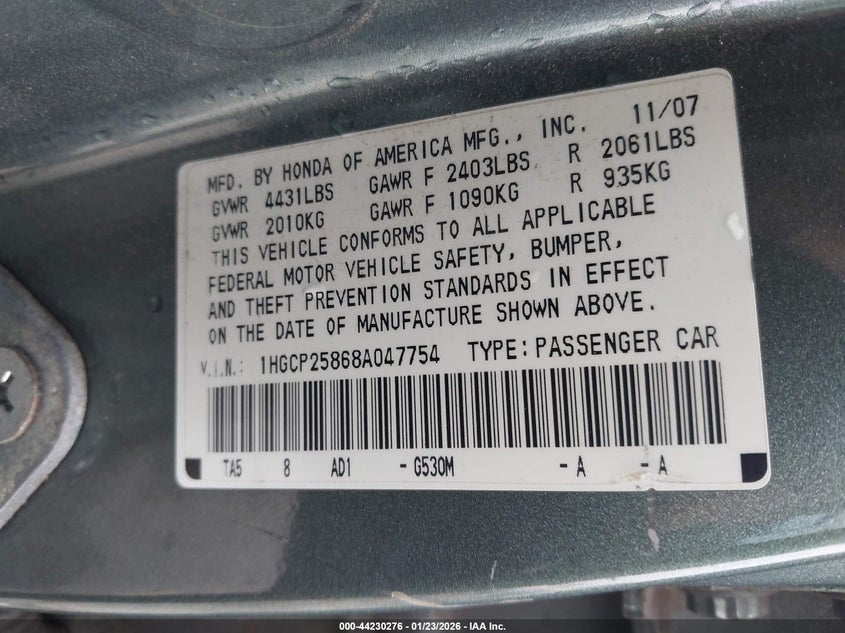 11/07
MFD. BY HONDA OF AMERICA MFG., INC.
GVWR 4431LBS GAWR F 2403LBS R 2061LBS
GVWR 2010KG GAWR F 1090KG R 935KG
THIS VEHICLE CONFORMS TO ALL APPLICABLE
FEDERAL MOTOR VEHICLE SAFETY, BUMPER,
AND THEFT PREVENTION STANDARDS IN EFFECT
ON THE DATE OF MANUFACTURE SHOWN ABOVE.
V.I.N.: 1HGCP25868A047754 TYPE: PASSENGER CAR
TA5 8 AD1 - G530M - A - A
000-44230276 - 01/23/2026 - IAA Inc.